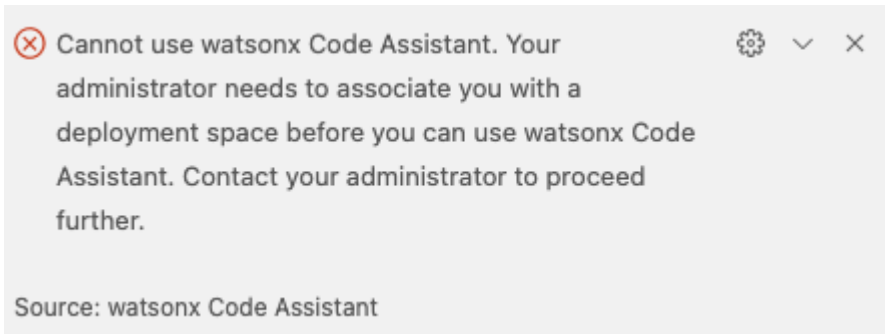 Cannot use watsonx Code Assistant. Your
administrator needs to associate you with a
deployment space before you can use watsonx Code
Assistant. Contact your administrator to proceed
further.
Source: watsonx Code Assistant